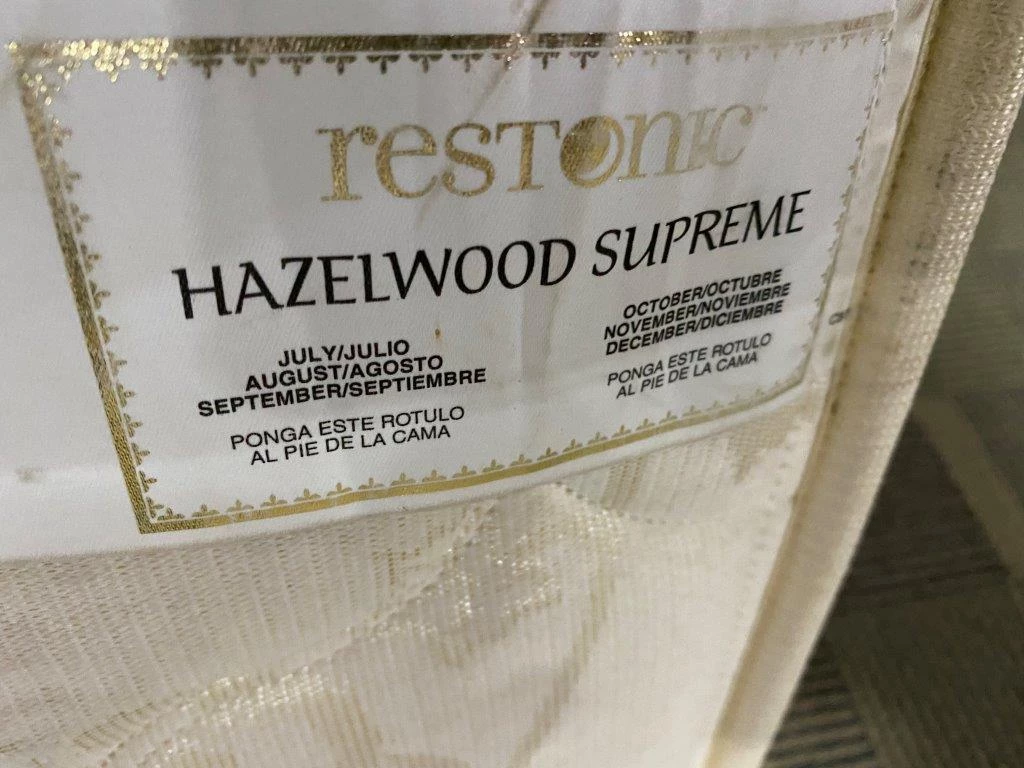 resTonic
HAZELWOOD SUPREME
JULY/JULIO
AUGUST/AGOSTO
SEPTEMBER/SEPTIEMBRE
PONGA ESTE ROTULO
AL PIE DE LA CAMA
OCTOBER/OCTUBRE
NOVEMBER/NOVIEMBRE
DECEMBER/DICIEMBRE
PONGA ESTE ROTULO
AL PIE DE LA CAMA